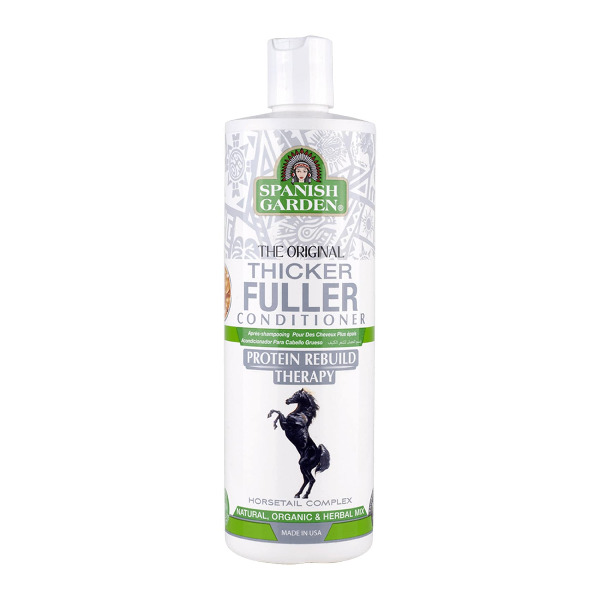 SPANISH
GARDEN®
THE ORIGINAL
THICKER
FULLER
CONDITIONER
Après-shampooing Pour Des Cheveux Plus épais
Acondicionador Para Cabello Grueso
PROTEIN REBUILD
THERAPY
HORSETAIL COMPLEX
NATURAL, ORGANIC & HERBAL MIX
MADE IN USA